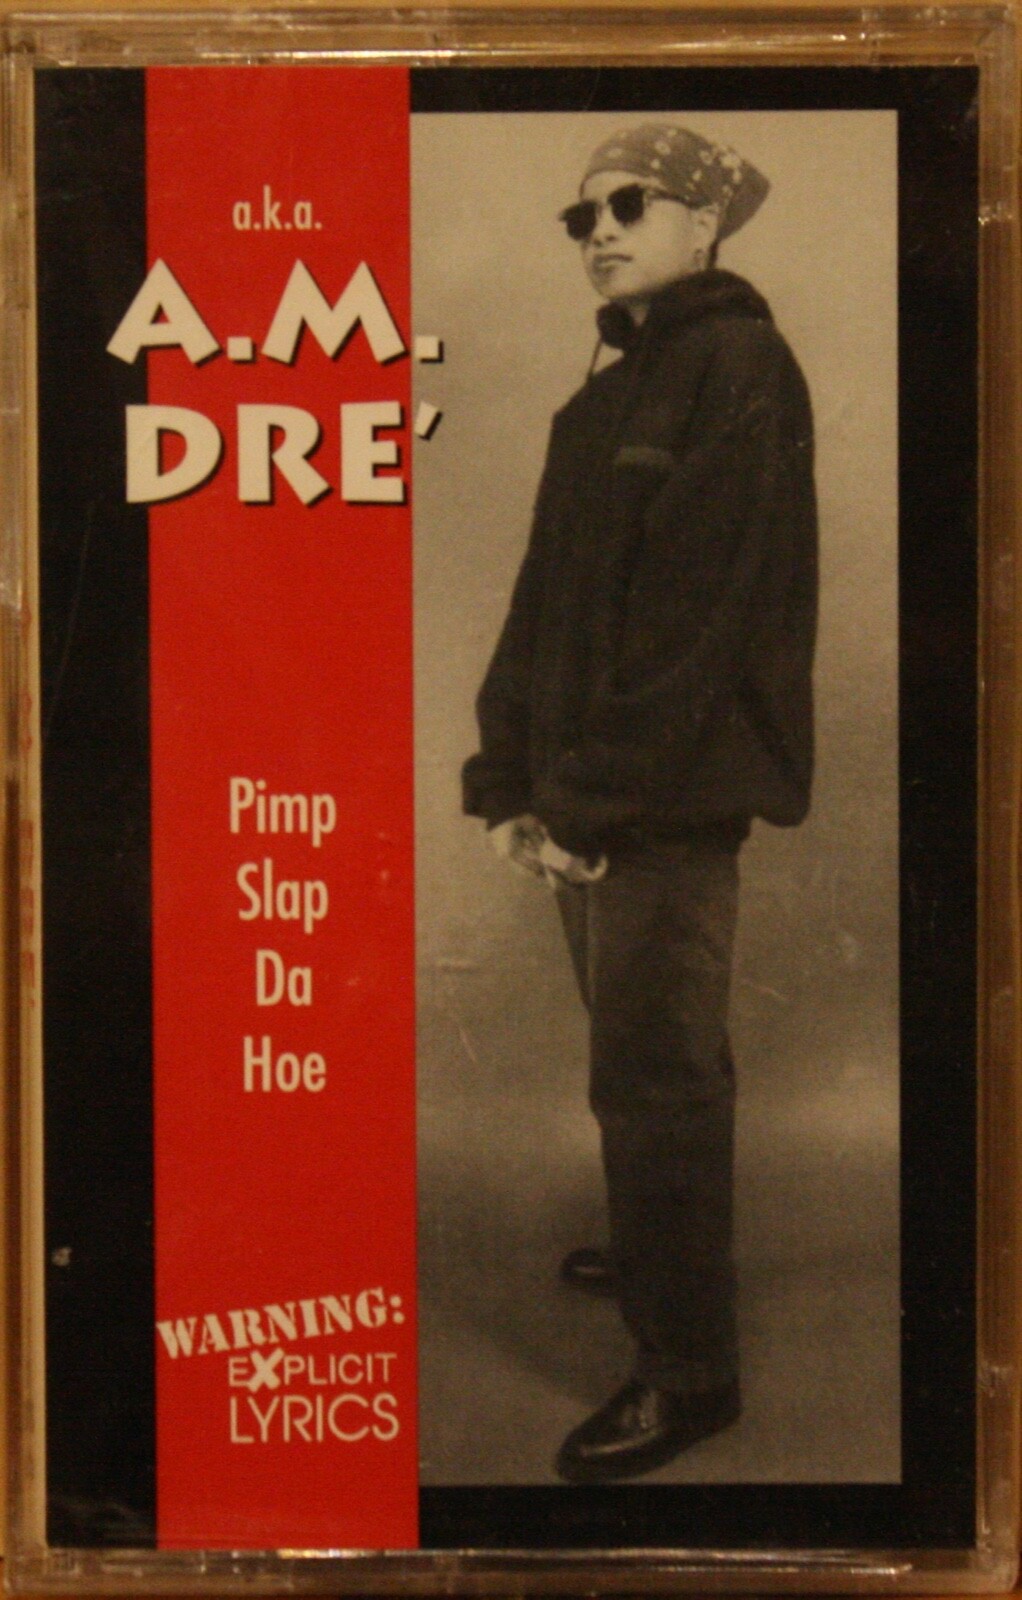 a.k.a.
A.M.
DRE'
Pimp
Slap
Da
Hoe
WARNING:
EXPLICIT
LYRICS